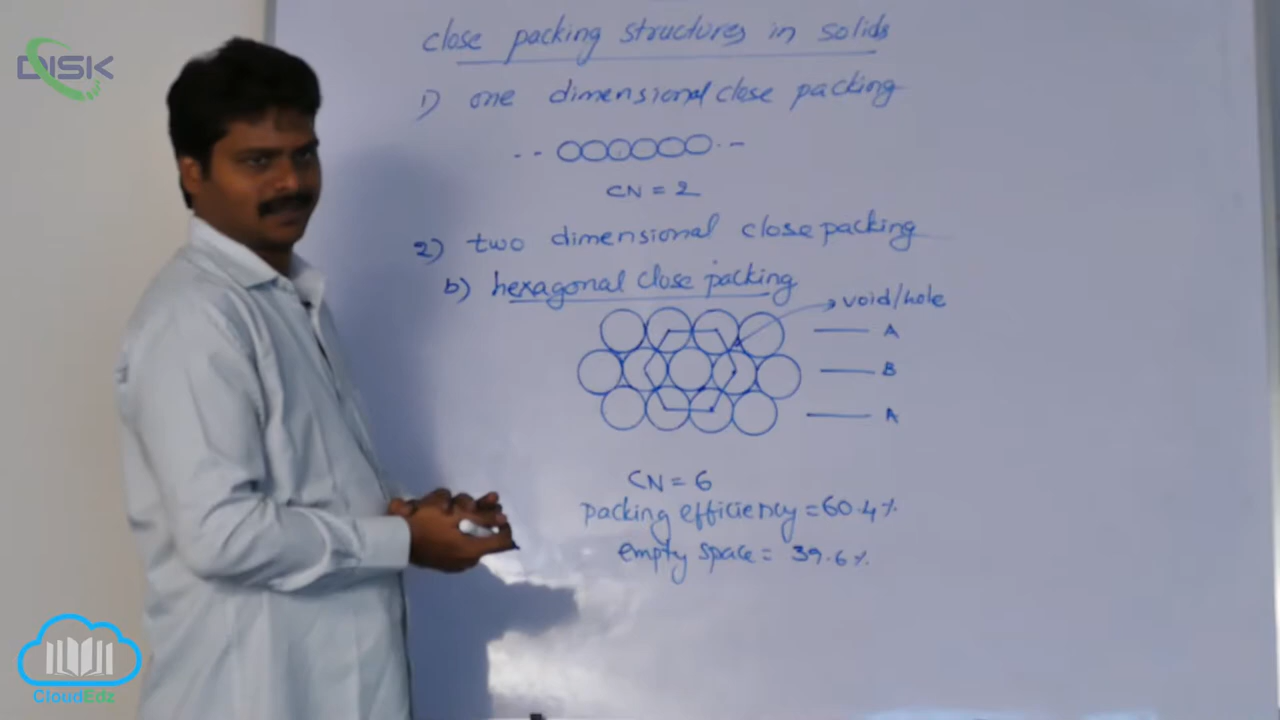 DISK
close packing structures in solids
1) one dimensional close packing
CN = 2
2) two dimensional close packing
b) hexagonal close packing
void/hole
A
B
A
CN = 6
packing efficiency = 60.4%
empty space = 39.6%
CloudEdz